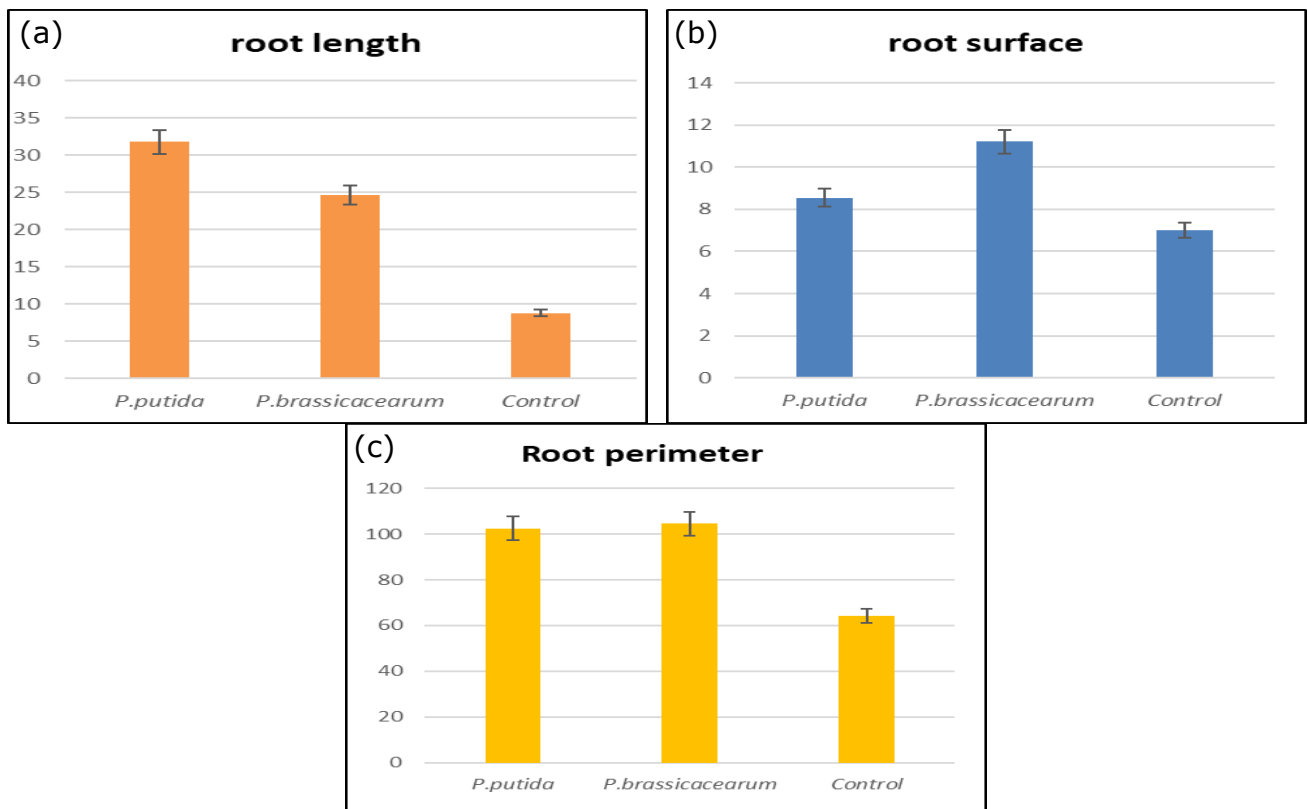 (a)
root length
40
35
30
25
20
15
10
5
0
P.putida P.brassicacearum Control
(b)
root surface
14
12
10
8
6
4
2
0
P.putida P.brassicacearum Control
(c)
Root perimeter
120
100
80
60
40
20
0
P.putida P.brassicacearum Control